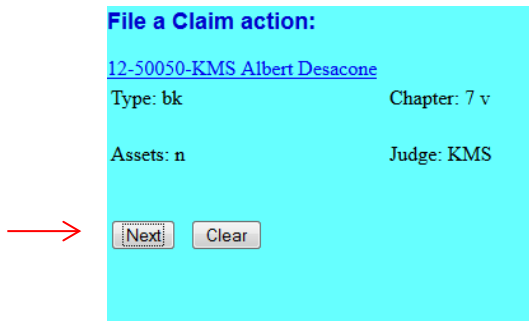 File a Claim action:
12-50050-KMS Albert Desacone
Type: bk Chapter: 7 v
Assets: n Judge: KMS
Next Clear